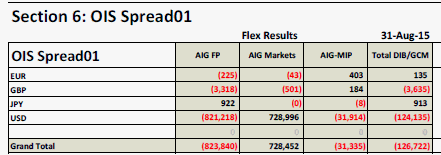 Section 6: OIS Spread01
Flex Results 31-Aug-15
OIS Spread01 AIG FP AIG Markets AIG-MIP Total DIB/GCM
EUR (225) (43) 403 135
GBP (3,318) (501) 184 (3,635)
JPY 922 (0) (8) 913
USD (821,218) 728,996 (31,914) (124,135)
0 0 0 0
Grand Total (823,840) 728,452 (31,335) (126,722)